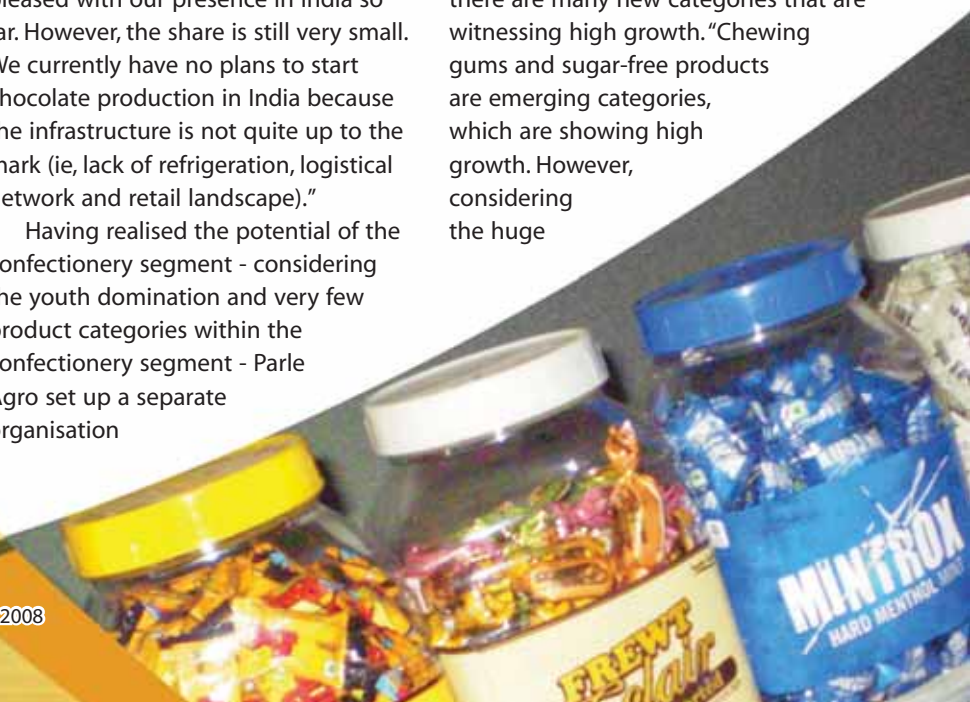 pleased with our presence in India so
far. However, the share is still very small.
We currently have no plans to start
chocolate production in India because
the infrastructure is not quite up to the
mark (ie, lack of refrigeration, logistical
network and retail landscape).”
Having realised the potential of the
confectionery segment - considering
the youth domination and very few
product categories within the
confectionery segment - Parle
Agro set up a separate
organisation
there are many new categories that are
witnessing high growth. “Chewing
gums and sugar-free products
are emerging categories,
which are showing high
growth. However,
considering
the huge
2008
FREWT
eclair
MINTROX
HARD MENTHOL MINT